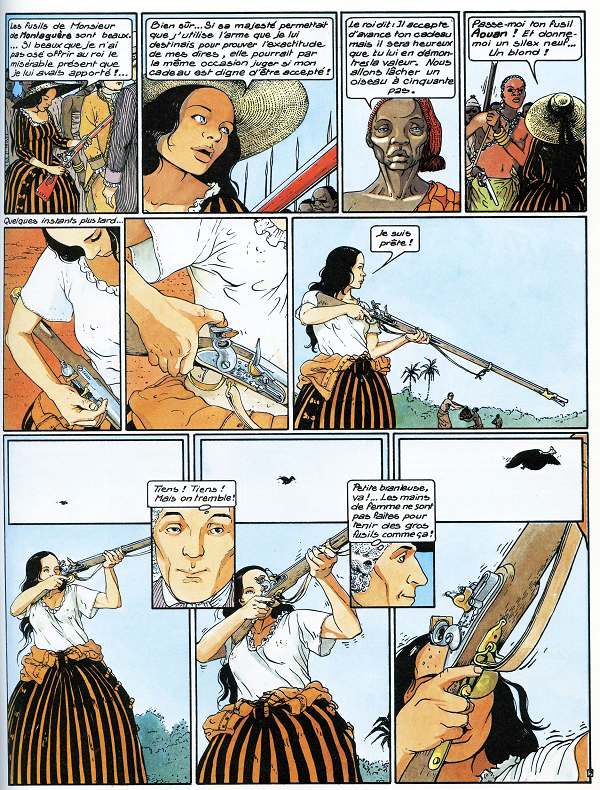 Les fusils de Monsieur
de Montaguère sont beaux...
... Si beaux que je n'ai
pas osé offrir au roi le
misérable présent que
je lui avais apporté !...
Bien sûr... Si sa majesté permettait
que j'utilise l'arme que je lui
destinais pour prouver l'exactitude
de mes dires, elle pourrait par
la même occasion juger si mon
cadeau est digne d'être accepté !
Le roi dit : Il accepte
d'avance ton cadeau
mais il sera heureux
que tu lui en démon-
tres la valeur. Nous
allons lâcher un
oiseau à cinquante
pas.
Passe-moi ton fusil
Aouan ! Et donne-
moi un silex neuf...
Un blond !
Quelques instants plus tard...
Je suis
prête !
Tiens ! Tiens !
Mais on tremble !
Petite branleuse,
va !... Les mains
de femme ne sont
pas faites pour
tenir des gros
fusils comme ça !